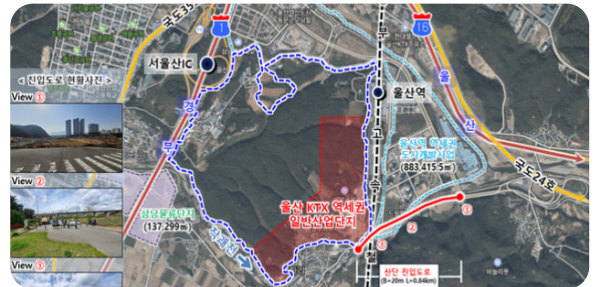 국도35
1
16
서울산IC
< 진입도로 현황사진 >
View ①
울산역
경
부
울
산
부
고
속
철
국도24호
울산역 역세권
도시개발사업
(883,415.5㎡)
View ②
삼남물류단지
(137,299㎡)
울산 KTX 역세권
일반산업단지
③
②
①
View ③
산단 진입도로
(B=20m L=0.84km)